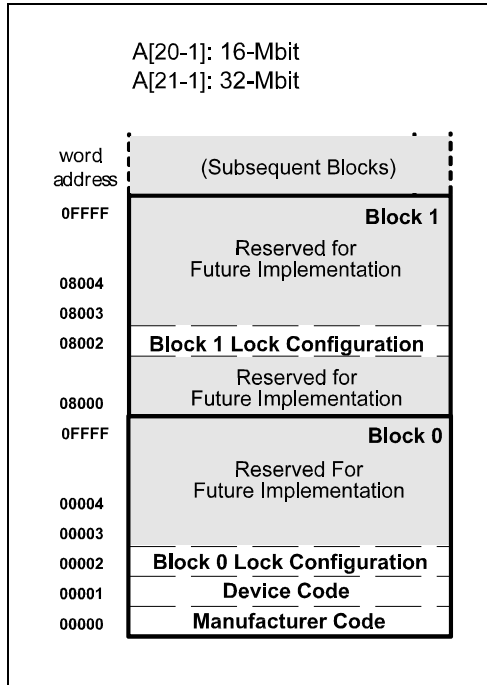 A[20-1]: 16-Mbit
A[21-1]: 32-Mbit
word
address
(Subsequent Blocks)
0FFFF
Block 1
Reserved for
Future Implementation
08004
08003
08002
Block 1 Lock Configuration
Reserved for
Future Implementation
08000
0FFFF
Block 0
Reserved For
Future Implementation
00004
00003
00002
Block 0 Lock Configuration
00001
Device Code
00000
Manufacturer Code